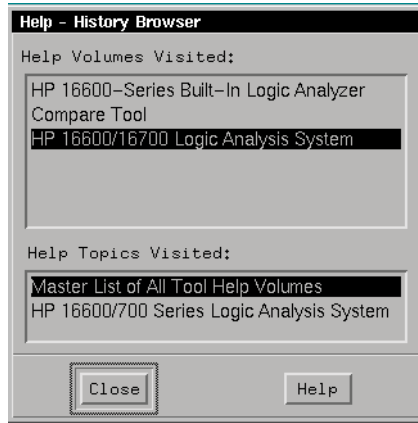 Help - History Browser
Help Volumes Visited:
HP 16600-Series Built-In Logic Analyzer
Compare Tool
HP 16600/16700 Logic Analysis System
Help Topics Visited:
Master List of All Tool Help Volumes
HP 16600/700 Series Logic Analysis System
Close Help